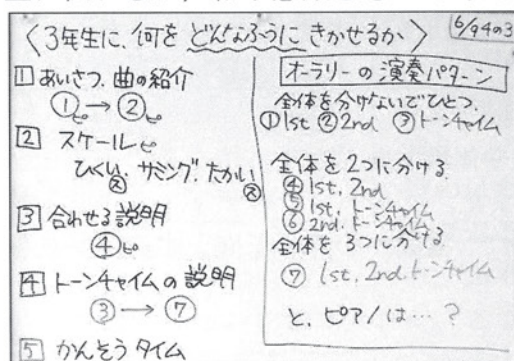 〈3年生に、何を どんなふうに きかせるか〉
6/9 4の3
1 あいさつ、曲の紹介
①ピ→②ピ
2 スケールピ
ひくい、サミング、たかい
3 合わせる説明
④ピ
4 トーンチャイムの説明
③→⑦
5 かんそうタイム
オーラリーの演奏パターン
全体を分けないでひとつ、
①1st ②2nd ③トーンチャイム
全体を2つに分ける
④1st, 2nd
⑤1st, トーンチャイム
⑥2nd, トーンチャイム
全体を3つに分ける
⑦1st, 2nd, トーンチャイム
と、ピアノは…?